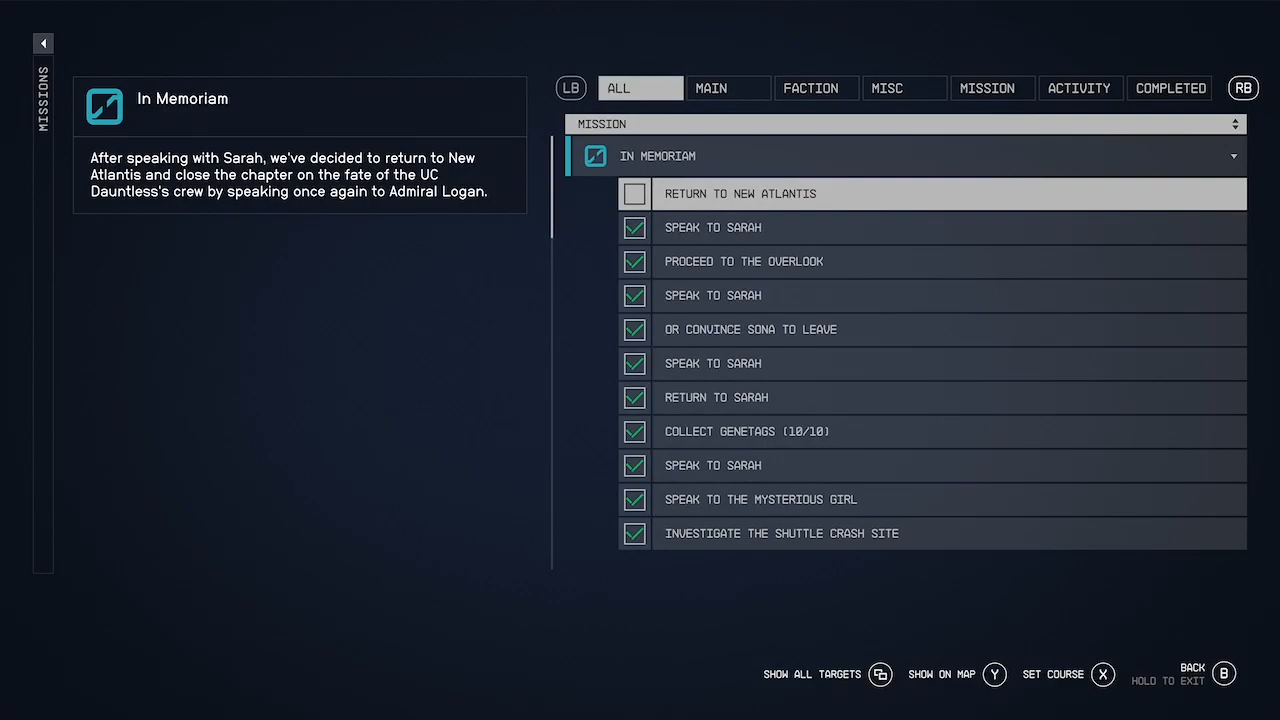 MISSIONS
In Memoriam
After speaking with Sarah, we've decided to return to New
Atlantis and close the chapter on the fate of the UC
Dauntless's crew by speaking once again to Admiral Logan.
LB ALL MAIN FACTION MISC MISSION ACTIVITY COMPLETED RB
MISSION
IN MEMORIAM
RETURN TO NEW ATLANTIS
SPEAK TO SARAH
PROCEED TO THE OVERLOOK
SPEAK TO SARAH
OR CONVINCE SONA TO LEAVE
SPEAK TO SARAH
RETURN TO SARAH
COLLECT GENETAGS (10/10)
SPEAK TO SARAH
SPEAK TO THE MYSTERIOUS GIRL
INVESTIGATE THE SHUTTLE CRASH SITE
SHOW ALL TARGETS SHOW ON MAP Y SET COURSE X BACK B
HOLD TO EXIT